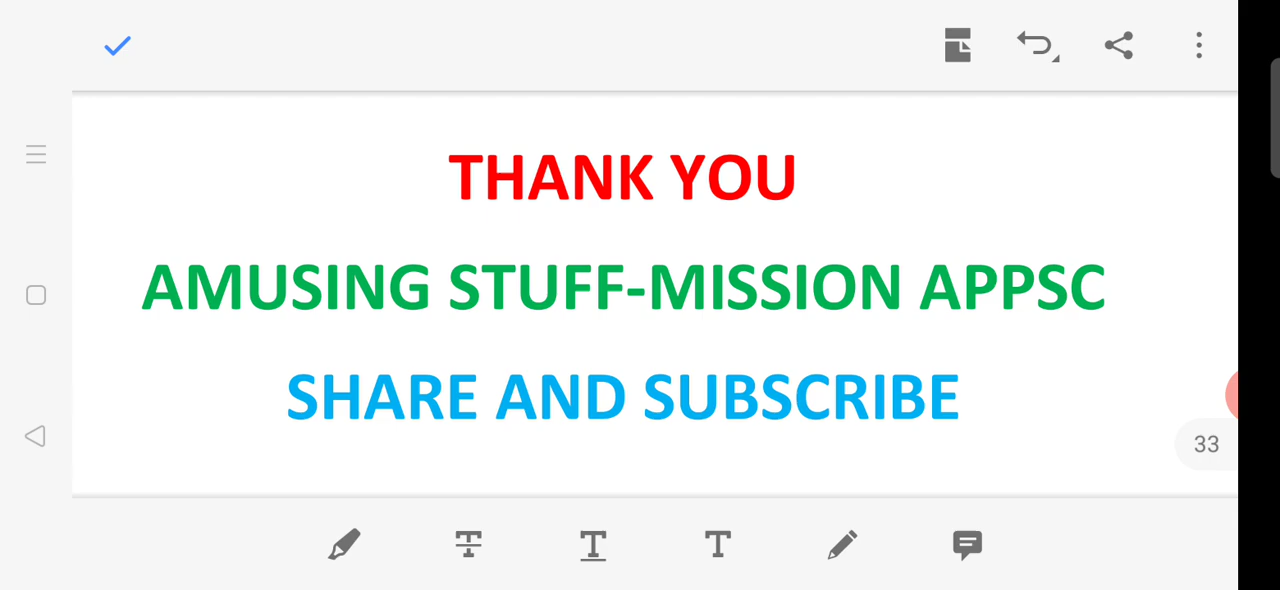 THANK YOU
AMUSING STUFF-MISSION APPSC
SHARE AND SUBSCRIBE
33